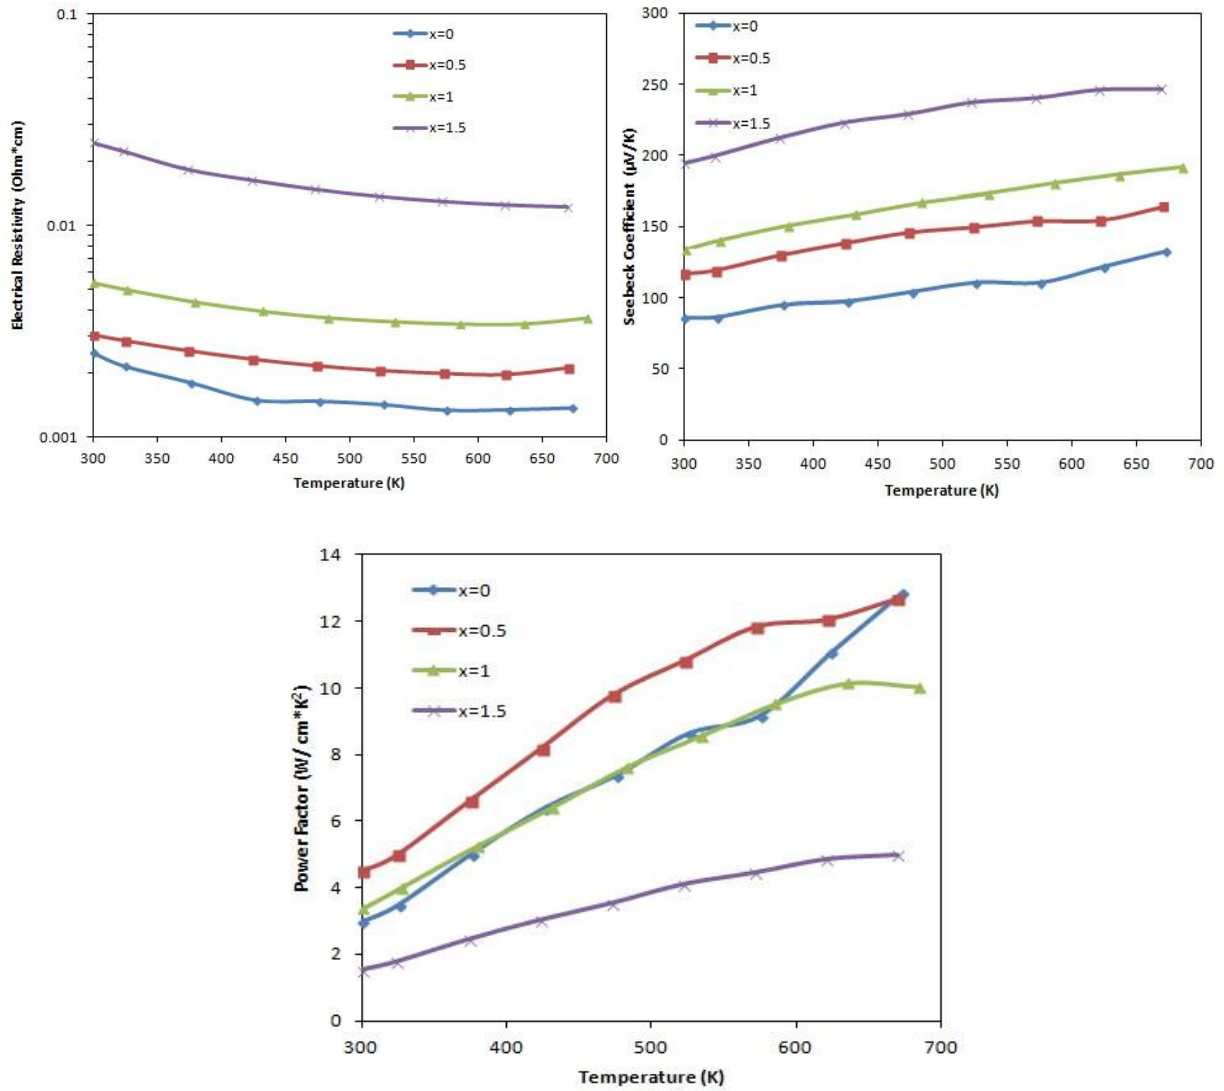 0.1
0.01
0.001
300
350
400
450
500
550
600
650
700
Electrical Resistivity (Ohm*cm)
Temperature (K)
x=0
x=0.5
x=1
x=1.5
300
250
200
150
100
50
0
300
350
400
450
500
550
600
650
700
Seebeck Coefficient (µV/K)
Temperature (K)
x=0
x=0.5
x=1
x=1.5
14
12
10
8
6
4
2
0
300
400
500
600
700
Power Factor (W/ cm*K²)
Temperature (K)
x=0
x=0.5
x=1
x=1.5